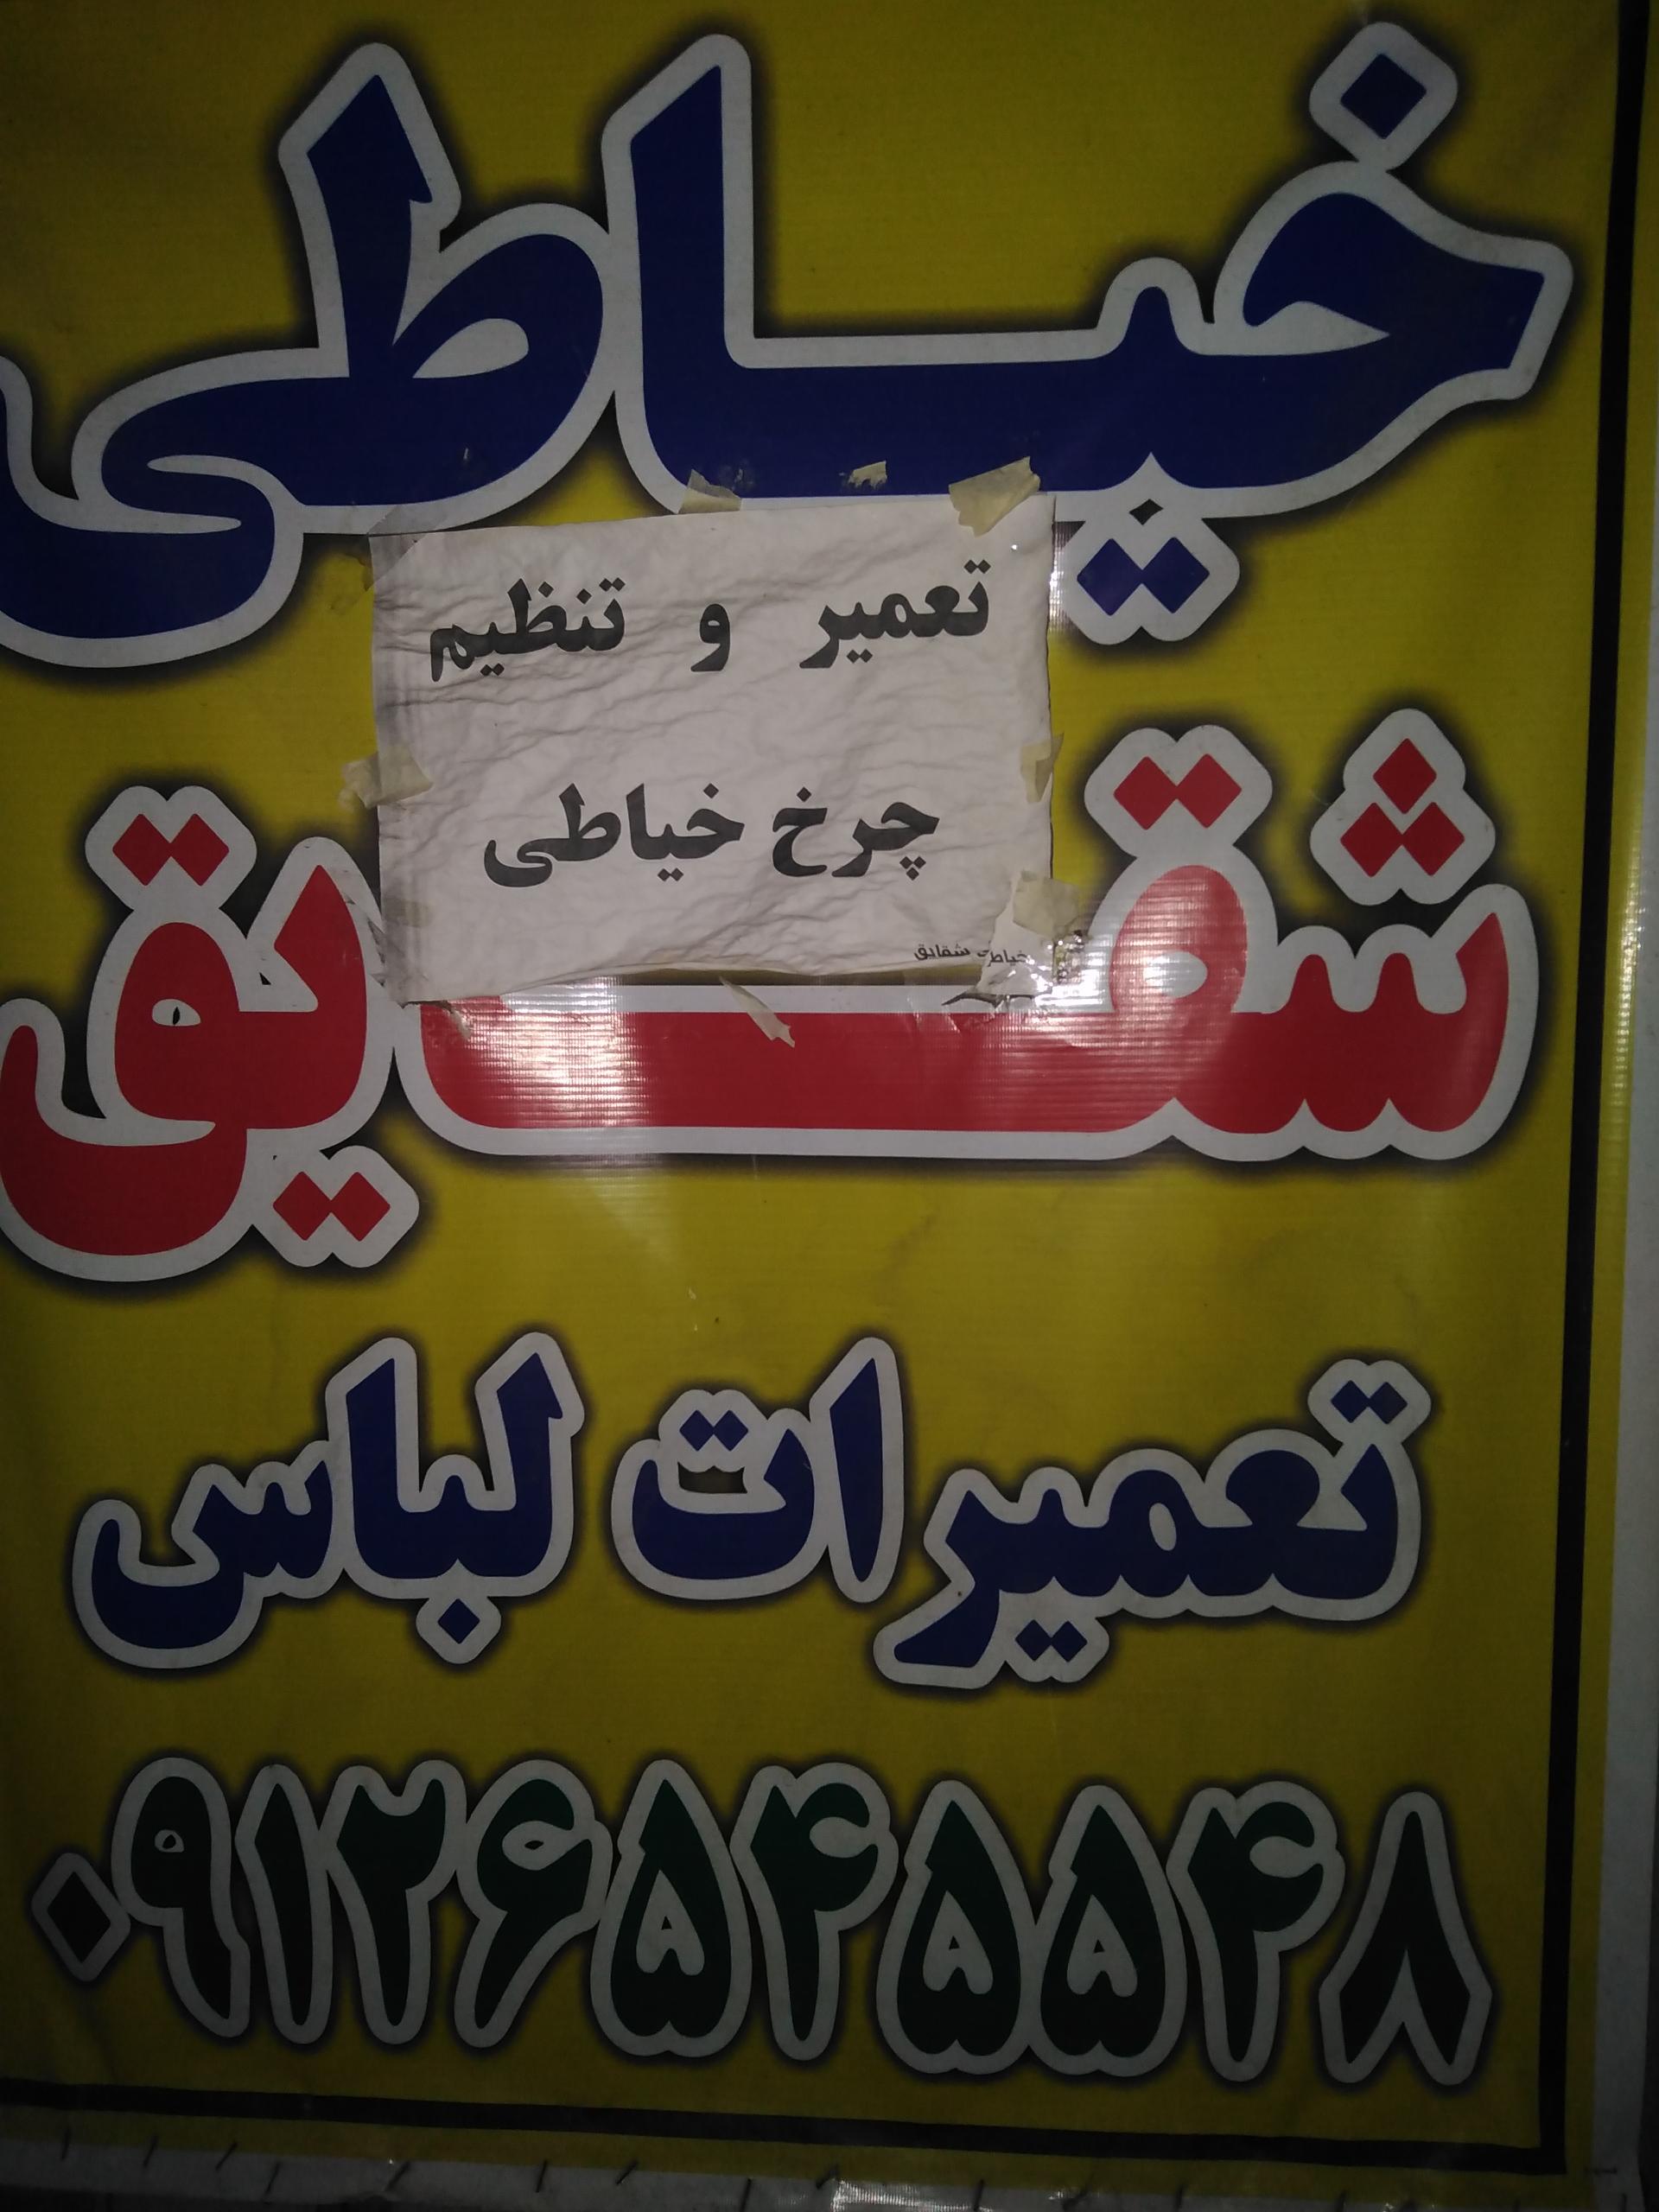 خیاطی
تعمیر و تنظیم
چرخ خیاطی
خیاطی شقایق
شقایق
تعمیرات لباس
۰۹۱۲۶۵۴۵۵۴۸